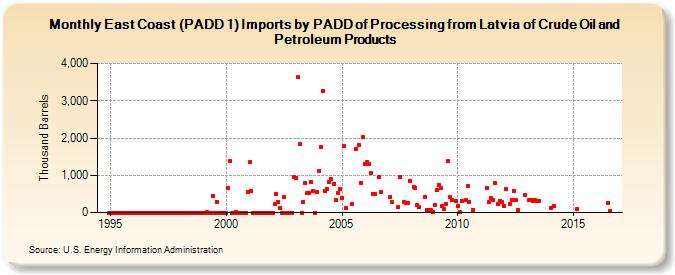 Monthly East Coast (PADD 1) Imports by PADD of Processing from Latvia of Crude Oil and
Petroleum Products
Thousand Barrels
4,000
3,000
2,000
1,000
0
1995
2000
2005
2010
2015
Source: U.S. Energy Information Administration